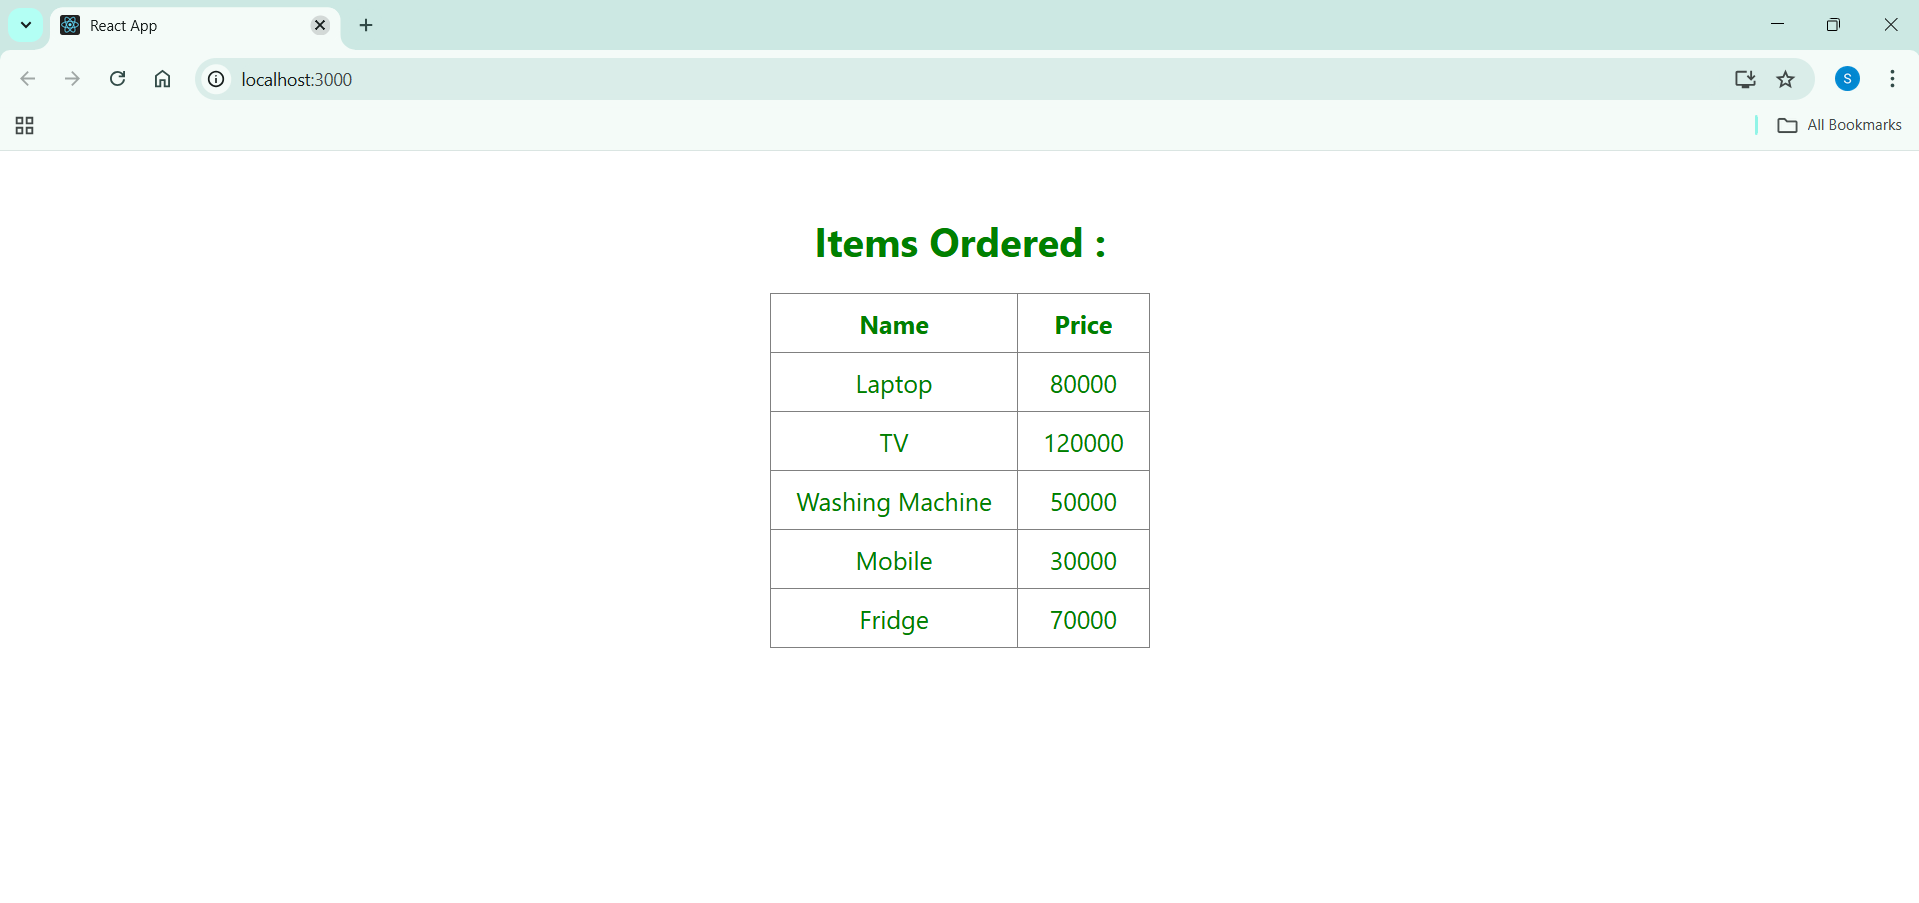 React App
localhost:3000
S
All Bookmarks
Items Ordered :
Name Price
Laptop 80000
TV 120000
Washing Machine 50000
Mobile 30000
Fridge 70000